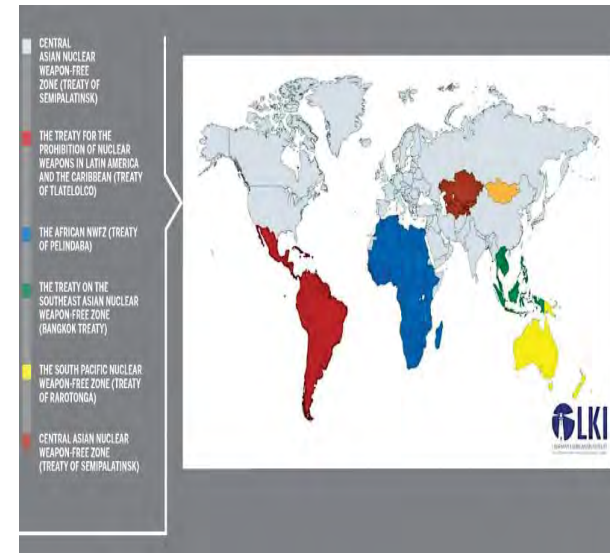 CENTRAL
ASIAN NUCLEAR
WEAPON-FREE
ZONE (TREATY OF
SEMIPALATINSK)
THE TREATY FOR THE
PROHIBITION OF NUCLEAR
WEAPONS IN LATIN AMERICA
AND THE CARIBBEAN (TREATY
OF TLATELOLCO)
THE AFRICAN NWFZ (TREATY
OF PELINDABA)
THE TREATY ON THE
SOUTHEAST ASIAN NUCLEAR
WEAPON-FREE ZONE
(BANGKOK TREATY)
THE SOUTH PACIFIC NUCLEAR
WEAPON-FREE ZONE (TREATY
OF RAROTONGA)
CENTRAL ASIAN NUCLEAR
WEAPON-FREE ZONE
(TREATY OF SEMIPALATINSK)
LKI